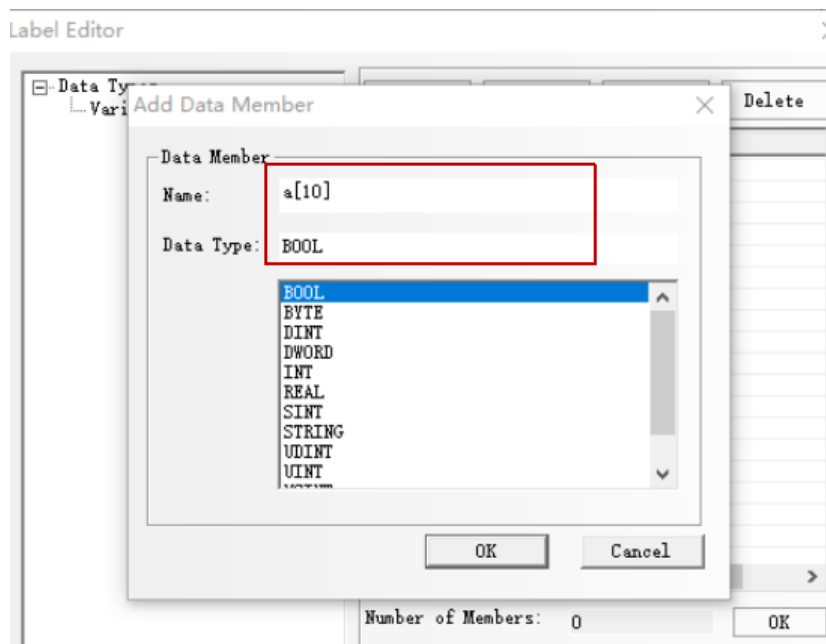 Label Editor
Data Ty
Vari
Delete
Add Data Member
Data Member
Name:
a[10]
Data Type:
BOOL
BOOL
BYTE
DINT
DWORD
INT
REAL
SINT
STRING
UDINT
UINT
OK
Cancel
Number of Members:
0
OK